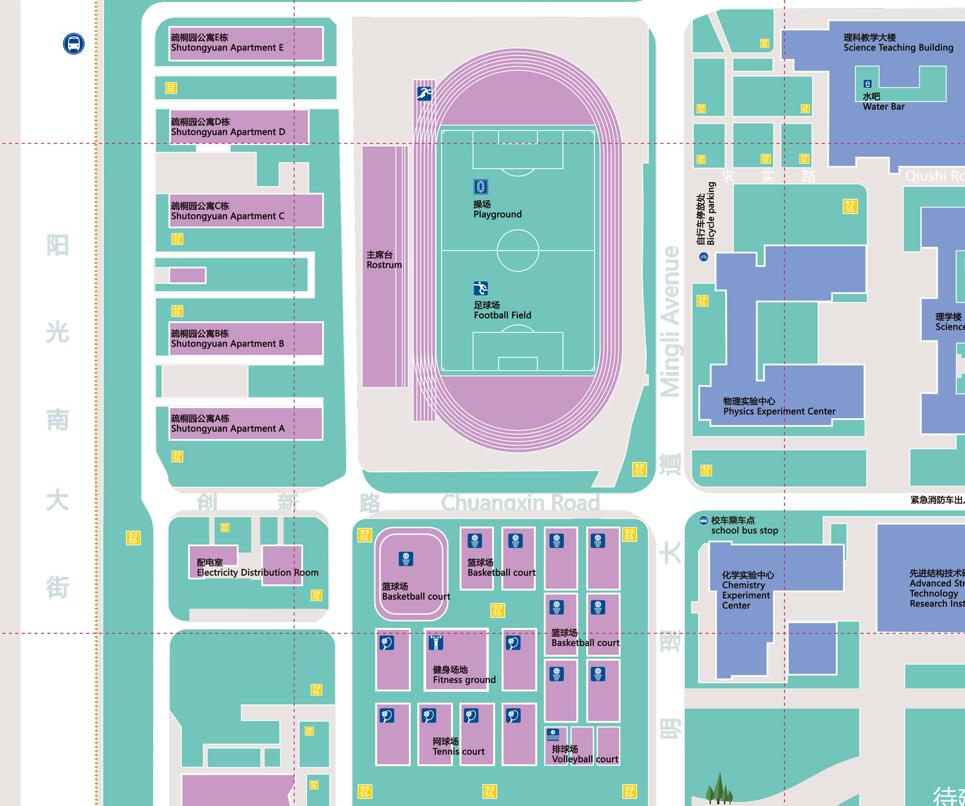 疏桐园公寓E栋
Shutongyuan Apartment E
疏桐园公寓D栋
Shutongyuan Apartment D
疏桐园公寓C栋
Shutongyuan Apartment C
疏桐园公寓B栋
Shutongyuan Apartment B
疏桐园公寓A栋
Shutongyuan Apartment A
阳光南大街
主席台
Rostrum
操场
Playground
足球场
Football Field
理科教学大楼
Science Teaching Building
水吧
Water Bar
求实路
Qiushi
自行车停放处
Bicycle parking
Mingli Avenue
明理大道
理学楼
Science
物理实验中心
Physics Experiment Center
创新路
Chuangxin Road
紧急消防车出
校车乘车点
school bus stop
配电室
Electricity Distribution Room
篮球场
Basketball court
篮球场
Basketball court
篮球场
Basketball court
健身场地
Fitness ground
网球场
Tennis court
排球场
Volleyball court
化学实验中心
Chemistry
Experiment
Center
先进结构技术
Advanced
Technology
Research